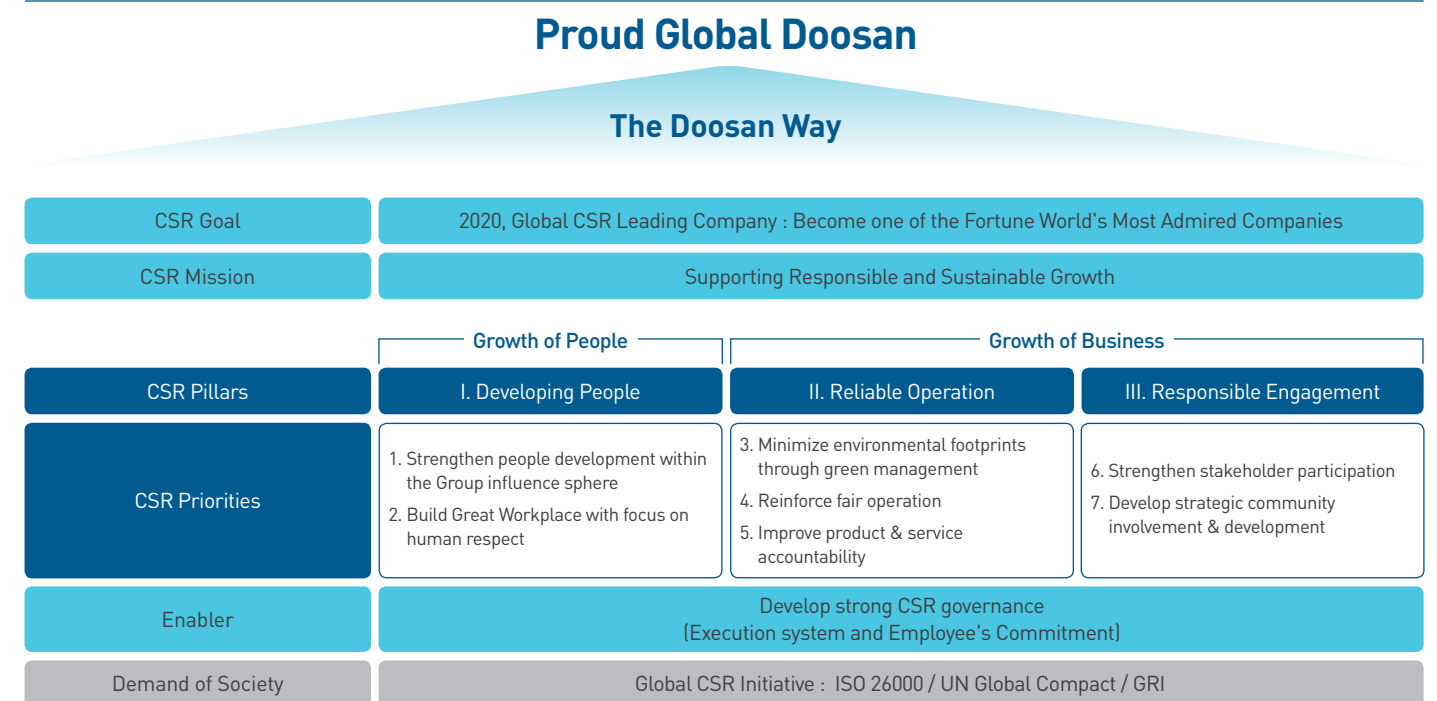 Proud Global Doosan
The Doosan Way
CSR Goal
2020, Global CSR Leading Company : Become one of the Fortune World's Most Admired Companies
CSR Mission
Supporting Responsible and Sustainable Growth
Growth of People
Growth of Business
CSR Pillars
I. Developing People
II. Reliable Operation
III. Responsible Engagement
CSR Priorities
1. Strengthen people development within
the Group influence sphere
2. Build Great Workplace with focus on
human respect
3. Minimize environmental footprints
through green management
4. Reinforce fair operation
5. Improve product & service
accountability
6. Strengthen stakeholder participation
7. Develop strategic community
involvement & development
Enabler
Develop strong CSR governance
(Execution system and Employee's Commitment)
Demand of Society
Global CSR Initiative : ISO 26000 / UN Global Compact / GRI